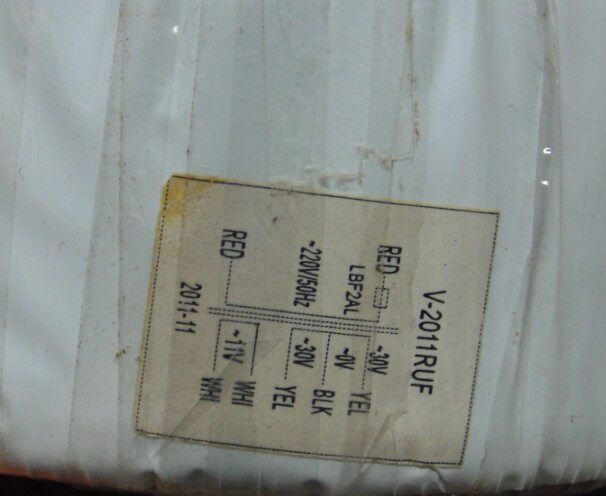 V-2011RUF
RED ~30V YEL
LBF2AL ~0V BLK
~220V/50Hz ~30V YEL
~11V WHI
RED WHI
2011-11